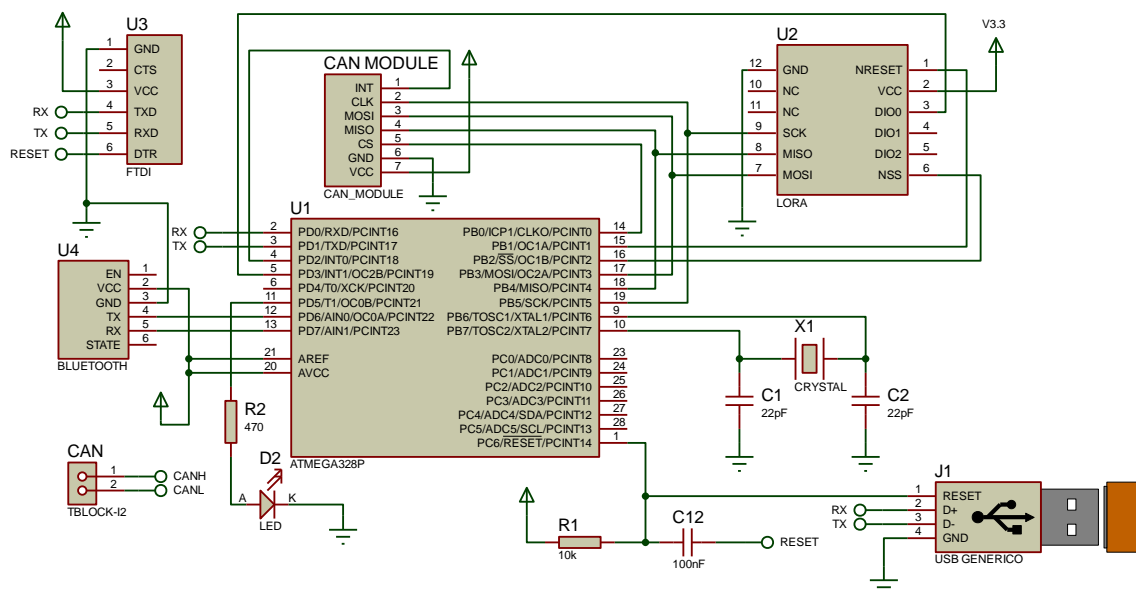 U3
1 GND
2 CTS
3 VCC
RX 4 TXD
TX 5 RXD
RESET 6 DTR
FTDI
CAN MODULE
INT 1
CLK 2
MOSI 3
MISO 4
CS 5
GND 6
VCC 7
CAN_MODULE
V3.3
U2
12 GND NRESET 1
10 NC VCC 2
11 NC DIO0 3
9 SCK DIO1 4
8 MISO DIO2 5
7 MOSI NSS 6
LORA
U1
RX 2 PD0/RXD/PCINT16 PB0/ICP1/CLKO/PCINT0 14
TX 3 PD1/TXD/PCINT17 PB1/OC1A/PCINT1 15
4 PD2/INT0/PCINT18 PB2/SS/OC1B/PCINT2 16
5 PD3/INT1/OC2B/PCINT19 PB3/MOSI/OC2A/PCINT3 17
6 PD4/T0/XCK/PCINT20 PB4/MISO/PCINT4 18
11 PD5/T1/OC0B/PCINT21 PB5/SCK/PCINT5 19
12 PD6/AIN0/OC0A/PCINT22 PB6/TOSC1/XTAL1/PCINT6 9
13 PD7/AIN1/PCINT23 PB7/TOSC2/XTAL2/PCINT7 10
21 AREF PC0/ADC0/PCINT8 23
20 AVCC PC1/ADC1/PCINT9 24
PC2/ADC2/PCINT10 25
PC3/ADC3/PCINT11 26
PC4/ADC4/SDA/PCINT12 27
PC5/ADC5/SCL/PCINT13 28
PC6/RESET/PCINT14 1
ATMEGA328P
U4
EN 1
VCC 2
GND 3
TX 4
RX 5
STATE 6
BLUETOOTH
X1
CRYSTAL
C1
22pF
C2
22pF
R2
470
CAN
1 CANH
2 CANL
TBLOCK-I2
D2
A K
LED
R1
10k
C12
100nF
RESET
J1
1 RESET
RX 2 D+
TX 3 D-
4 GND
USB GENERICO